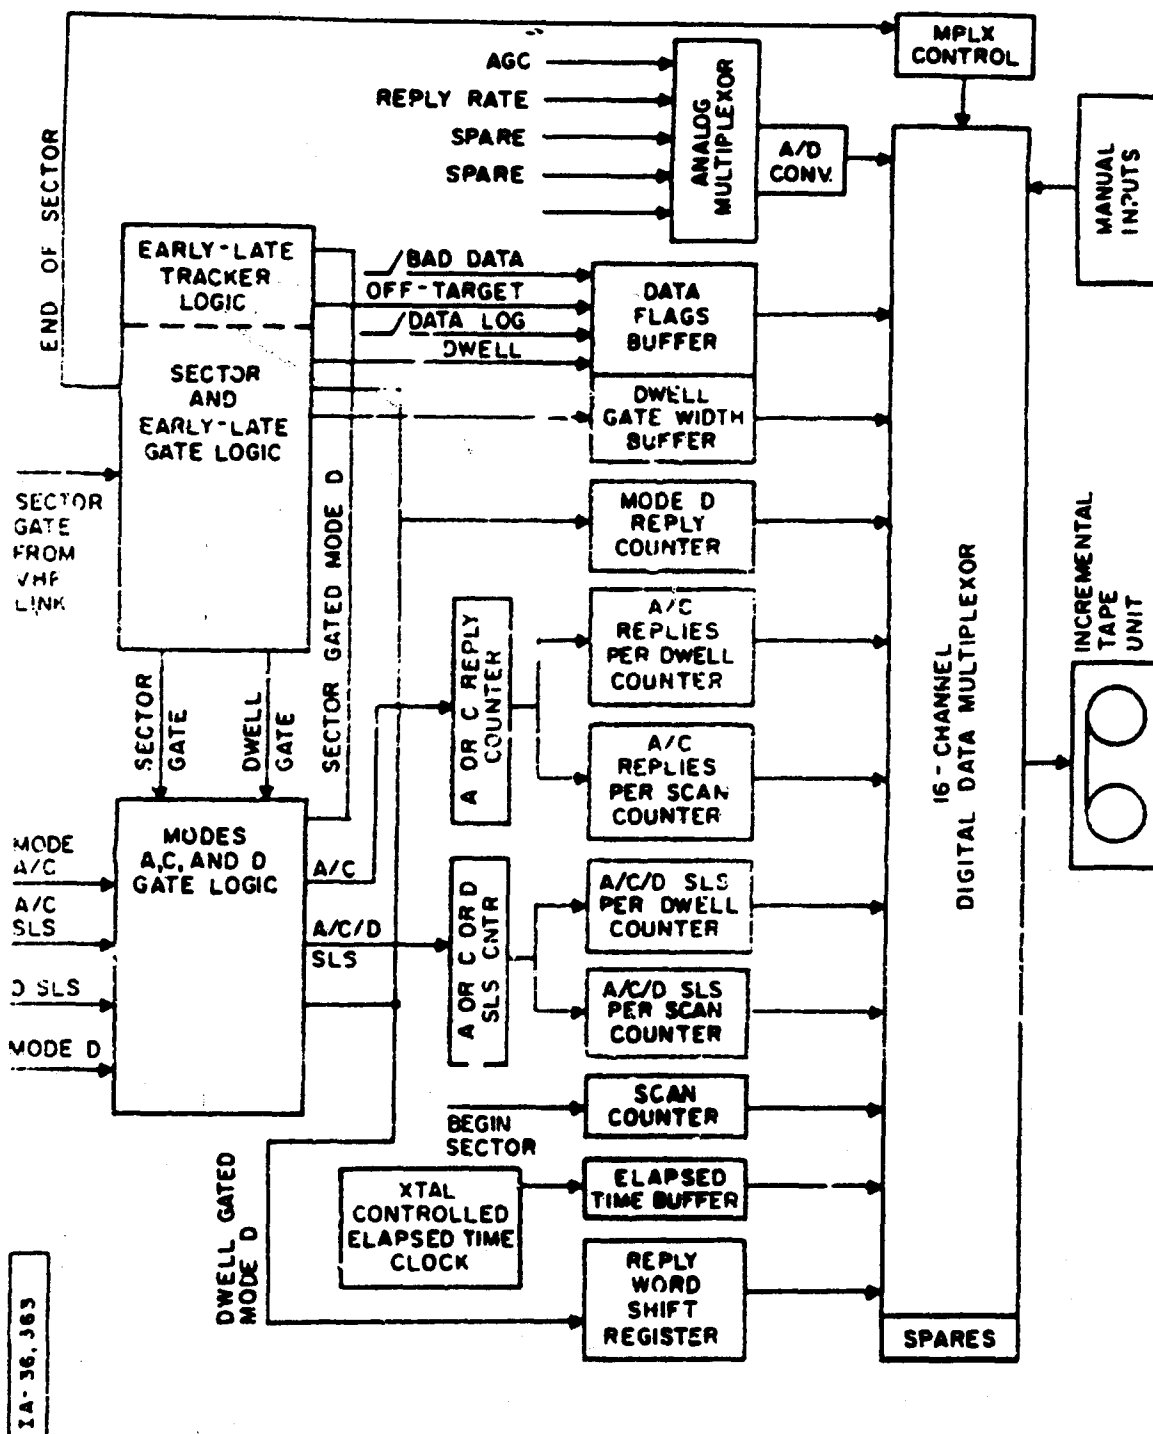 MPLX
CONTROL
AGC
REPLY RATE
SPARE
SPARE
ANALOG
MULTIPLEXOR
A/D
CONV.
MANUAL
INPUTS
END OF SECTOR
EARLY-LATE
TRACKER
LOGIC
SECTOR
AND
EARLY-LATE
GATE LOGIC
BAD DATA
OFF-TARGET
DATA LOG
DWELL
DATA
FLAGS
BUFFER
DWELL
GATE WIDTH
BUFFER
SECTOR
GATE
FROM
VHF
LINK
SECTOR GATED MODE D
MODE D
REPLY
COUNTER
A OR C REPLY
COUNTER
A/C
REPLIES
PER DWELL
COUNTER
A/C
REPLIES
PER SCAN
COUNTER
16-CHANNEL
DIGITAL DATA MULTIPLEXOR
INCREMENTAL
TAPE
UNIT
SECTOR
GATE
DWELL
GATE
MODE
A/C
A/C
SLS
D SLS
MODE D
MODES
A,C, AND D
GATE LOGIC
A/C
A/C/D
SLS
A OR C OR D
SLS CNTR
A/C/D SLS
PER DWELL
COUNTER
A/C/D SLS
PER SCAN
COUNTER
BEGIN
SECTOR
SCAN
COUNTER
XTAL
CONTROLLED
ELAPSED TIME
CLOCK
ELAPSED
TIME BUFFER
DWELL GATED
MODE D
REPLY
WORD
SHIFT
REGISTER
SPARES
IA-36,363